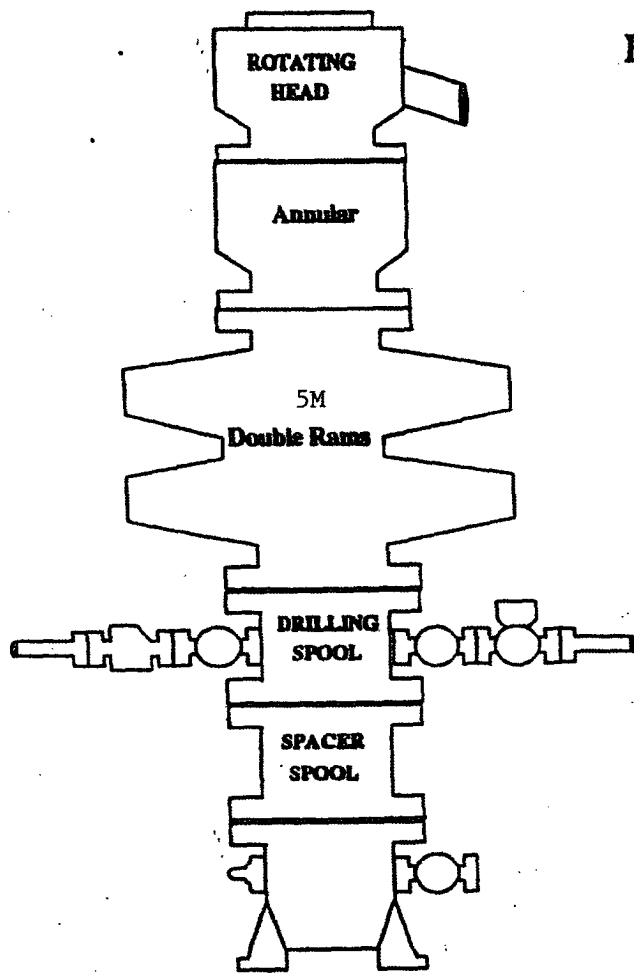 ROTATING
HEAD
Annular
5M
Double Rams
DRILLING
SPOOL
SPACER
SPOOL